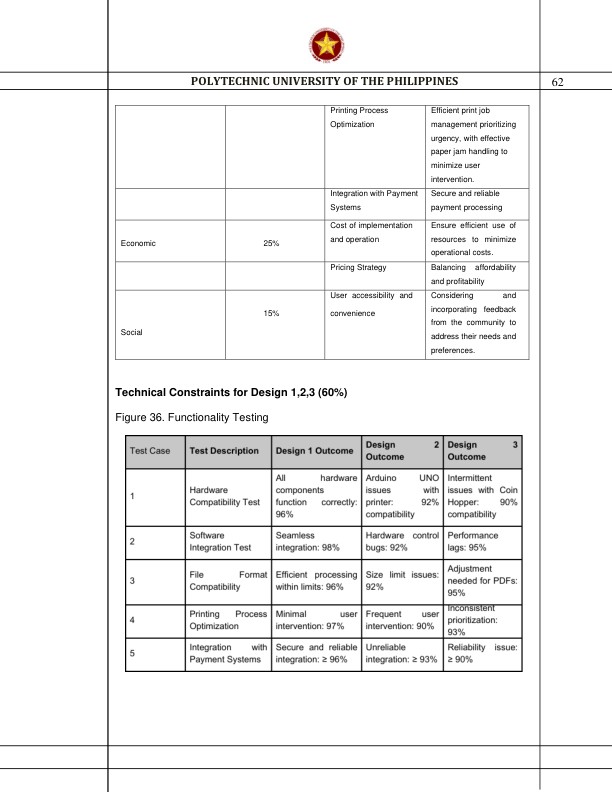 POLYTECHNIC UNIVERSITY OF THE PHILIPPINES
62
Printing Process
Optimization
Efficient print job
management prioritizing
urgency, with effective
paper jam handling to
minimize user
intervention.
Integration with Payment
Systems
Secure and reliable
payment processing
Economic
25%
Cost of implementation
and operation
Ensure efficient use of
resources to minimize
operational costs.
Pricing Strategy
Balancing affordability
and profitability
Social
15%
User accessibility and
convenience
Considering and
incorporating feedback
from the community to
address their needs and
preferences.
Technical Constraints for Design 1,2,3 (60%)
Figure 36. Functionality Testing
Test Case
Test Description
Design 1 Outcome
Design 2
Outcome
Design 3
Outcome
1
Hardware
Compatibility Test
All hardware
components
function correctly:
96%
Arduino UNO
issues with
printer: 92%
compatibility
Intermittent
issues with Coin
Hopper: 90%
compatibility
2
Software
Integration Test
Seamless
integration: 98%
Hardware control
bugs: 92%
Performance
lags: 95%
3
File Format
Compatibility
Efficient processing
within limits: 96%
Size limit issues:
92%
Adjustment
needed for PDFs:
95%
4
Printing Process
Optimization
Minimal user
intervention: 97%
Frequent user
intervention: 90%
Inconsistent
prioritization:
93%
5
Integration with
Payment Systems
Secure and reliable
integration: ≥ 96%
Unreliable
integration: ≥ 93%
Reliability issue:
≥ 90%